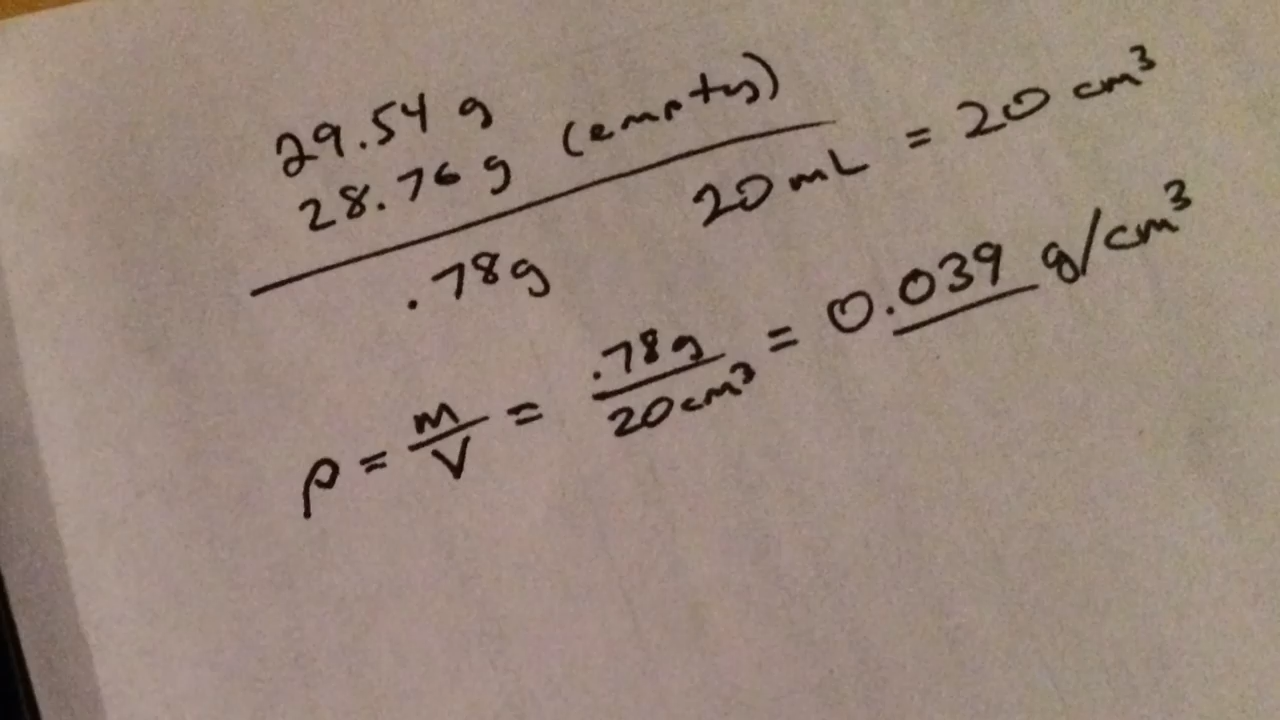 29.54 g
28.76 g (empty)
.78g 20 mL = 20 cm³
ρ = m/V = .78g/20cm³ = 0.039 g/cm³